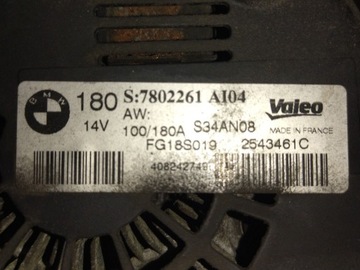 BMW
180 S:7802261 AI04
AW:
14V 100/180A S34AN08
Valeo
MADE IN FRANCE
FG18S019 2543461C